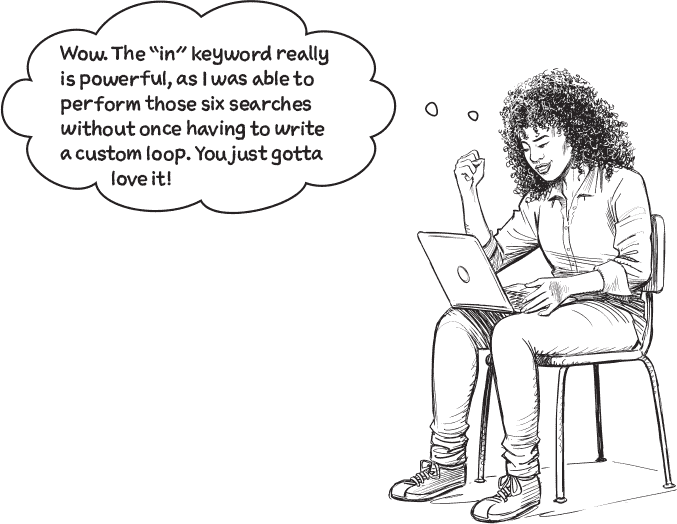 Wow. The “in” keyword really
is powerful, as I was able to
perform those six searches
without once having to write
a custom loop. You just gotta
love it!